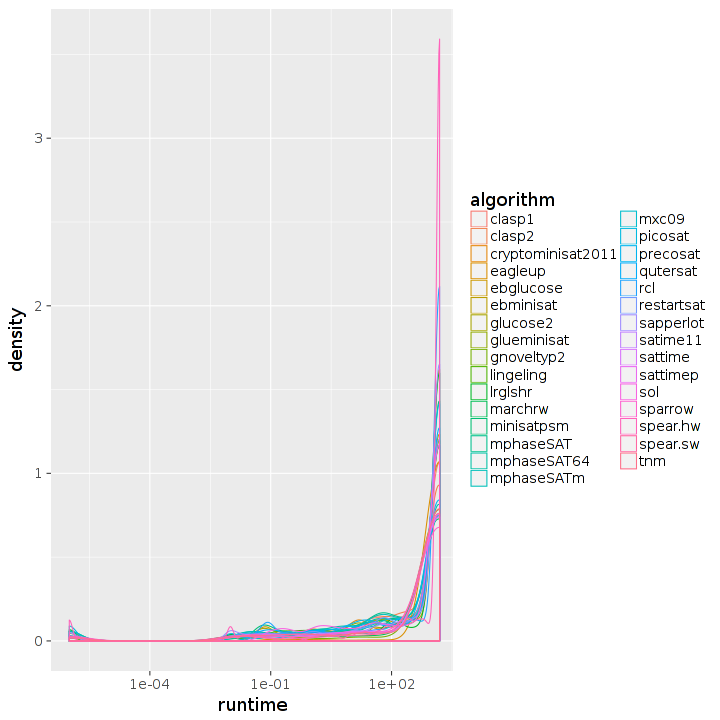 3
2
1
0
density
1e-04 1e-01 1e+02
runtime
algorithm
clasp1
clasp2
cryptominisat2011
eagleup
ebglucose
ebminisat
glucose2
glueminisat
gnoveltyp2
lingeling
lrglshr
marchrw
minisatpsm
mphaseSAT
mphaseSAT64
mphaseSATm
mxc09
picosat
precosat
qutersat
rcl
restartsat
sapperlot
satime11
sattime
sattimep
sol
sparrow
spear.hw
spear.sw
tnm